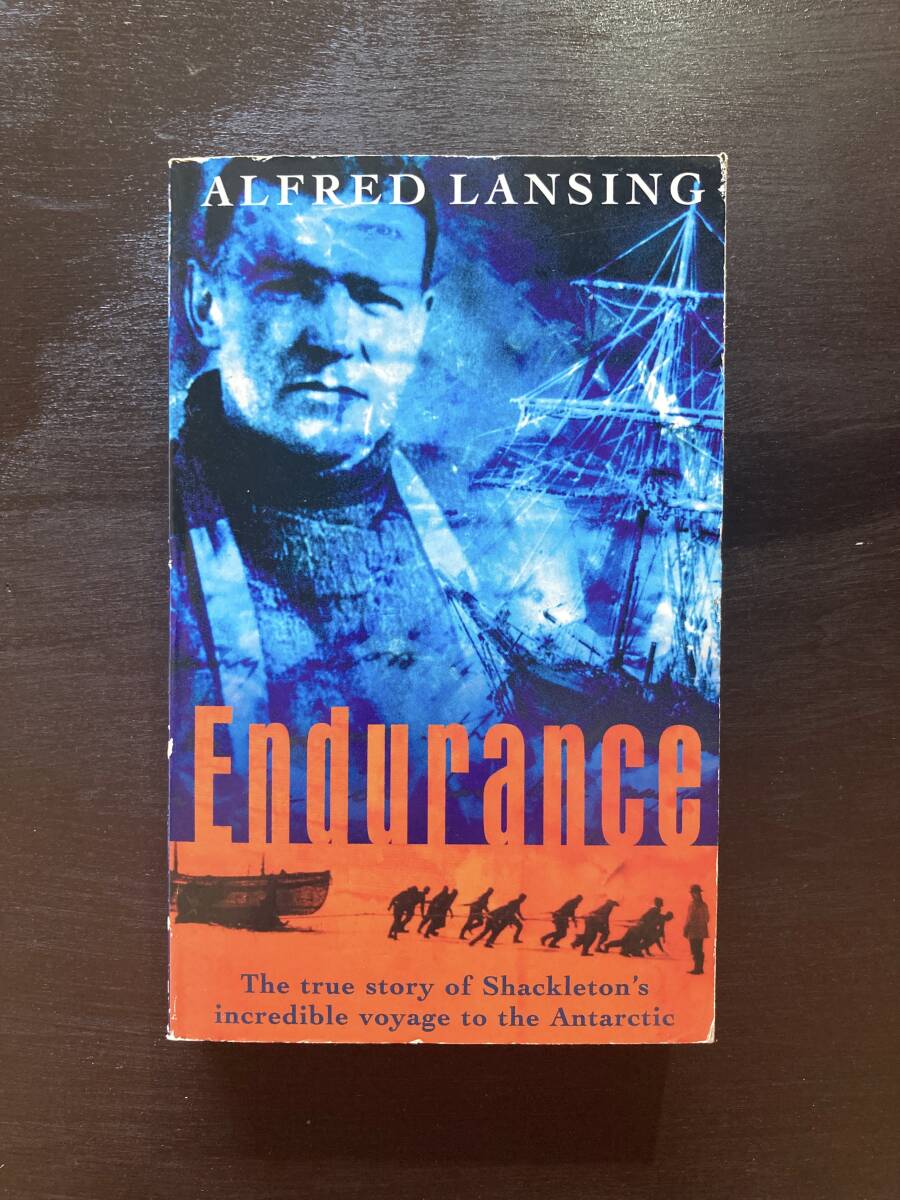 ALFRED LANSING
Endurance
The true story of Shackleton's
incredible voyage to the Antarctic